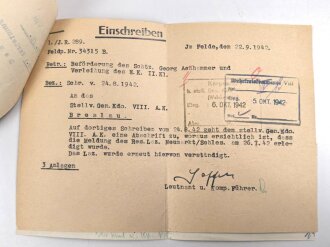 Einschreiben
1./J.R. 289.
Feldp. Nr. 34315 B.
Im Felde, den 22.9.1942.
Betr.: Beförderung des Schütz. Georg
Verleihung des E.K. II.Kl.
Bez.: Schr. v. 24.8.1942.
An das
Stellv. Gen.Kdo. VIII. A.K.
Breslau.
6. OKT. 1942
5 OKT. 1942
Auf dortiges Schreiben vom 24.8.42 geht dem stellv. Gen.Kdo.
VIII. A.K. eine Abschrift zu, woraus ersichtlich ist, dass
die Meldung des Res.Laz. Neumarkt/Schles. am 26.7.42 erle-
digt wurde.
Das Laz. wurde erneut hiervon verständigt.
3 Anlagen
Leutnant u. Komp.Führer.